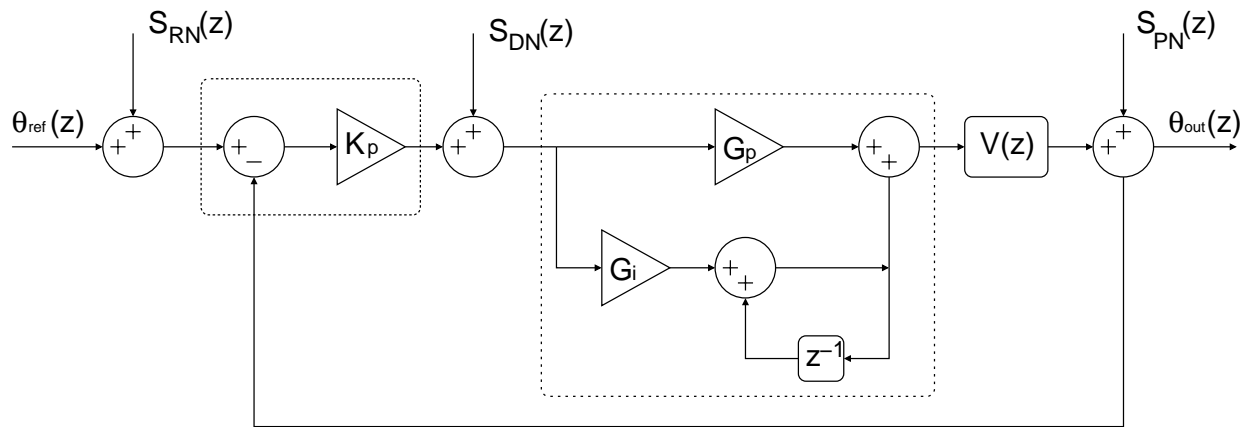 S_RN(z)
S_DN(z)
S_PN(z)
θ_ref(z)
+
+
+
–
K_p
+
+
G_p
+
+
V(z)
+
+
θ_out(z)
G_i
+
+
z⁻¹